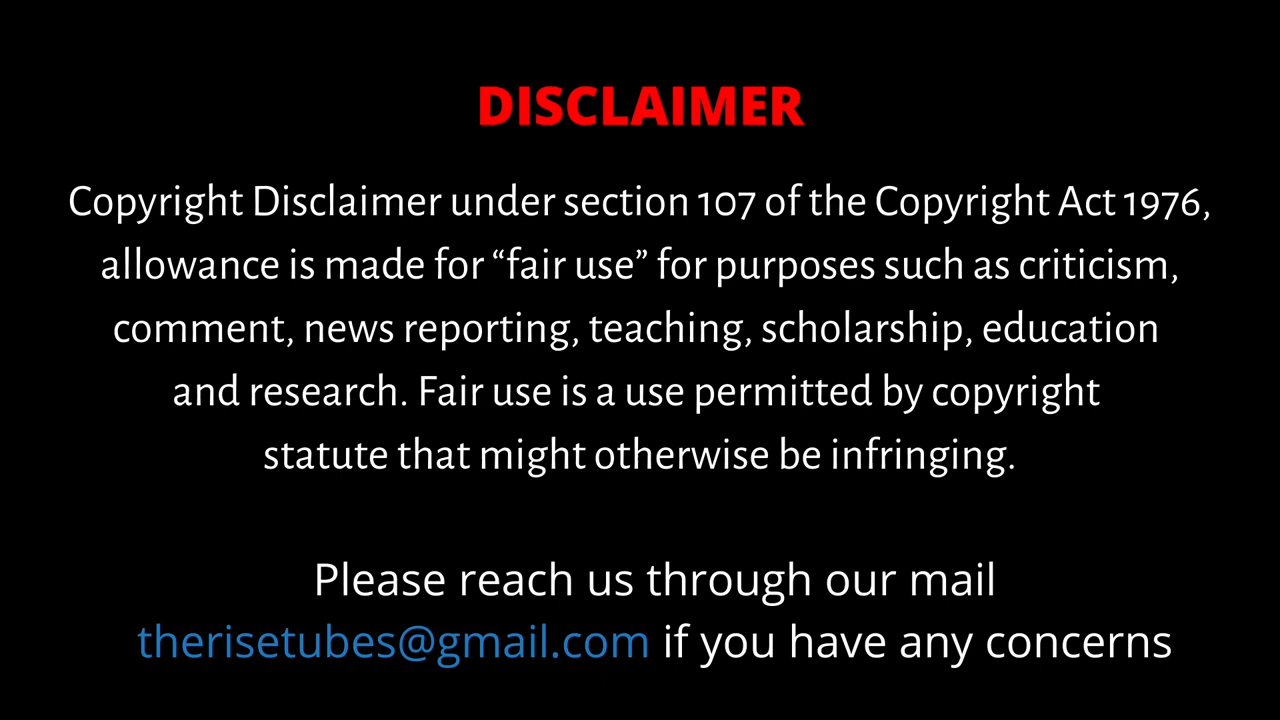 DISCLAIMER
Copyright Disclaimer under section 107 of the Copyright Act 1976,
allowance is made for “fair use” for purposes such as criticism,
comment, news reporting, teaching, scholarship, education
and research. Fair use is a use permitted by copyright
statute that might otherwise be infringing.
Please reach us through our mail
therisetubes@gmail.com if you have any concerns